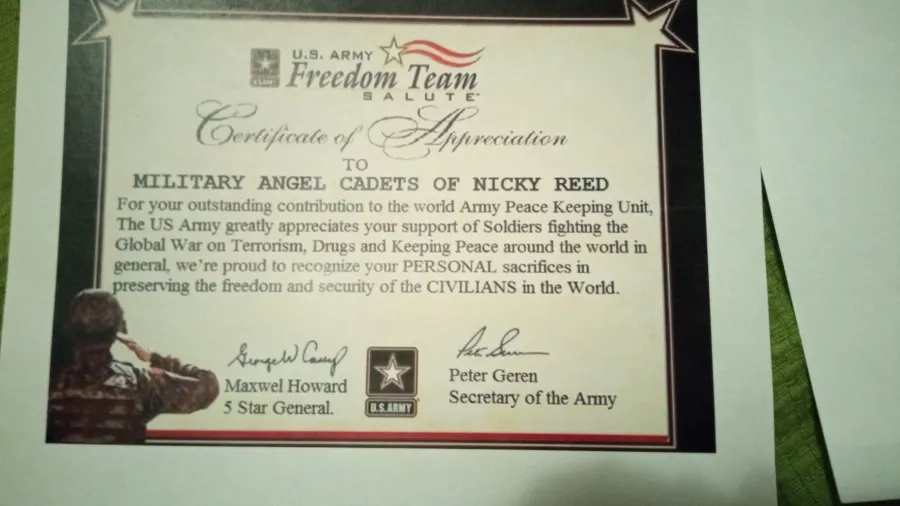 U.S. ARMY
Freedom Team
SALUTE
Certificate of Appreciation
TO
MILITARY ANGEL CADETS OF NICKY REED
For your outstanding contribution to the world Army Peace Keeping Unit,
The US Army greatly appreciates your support of Soldiers fighting the
Global War on Terrorism, Drugs and Keeping Peace around the world in
general, we're proud to recognize your PERSONAL sacrifices in
preserving the freedom and security of the CIVILIANS in the World.
George W Casey
Maxwel Howard
5 Star General.
U.S.ARMY
Peter Geren
Secretary of the Army